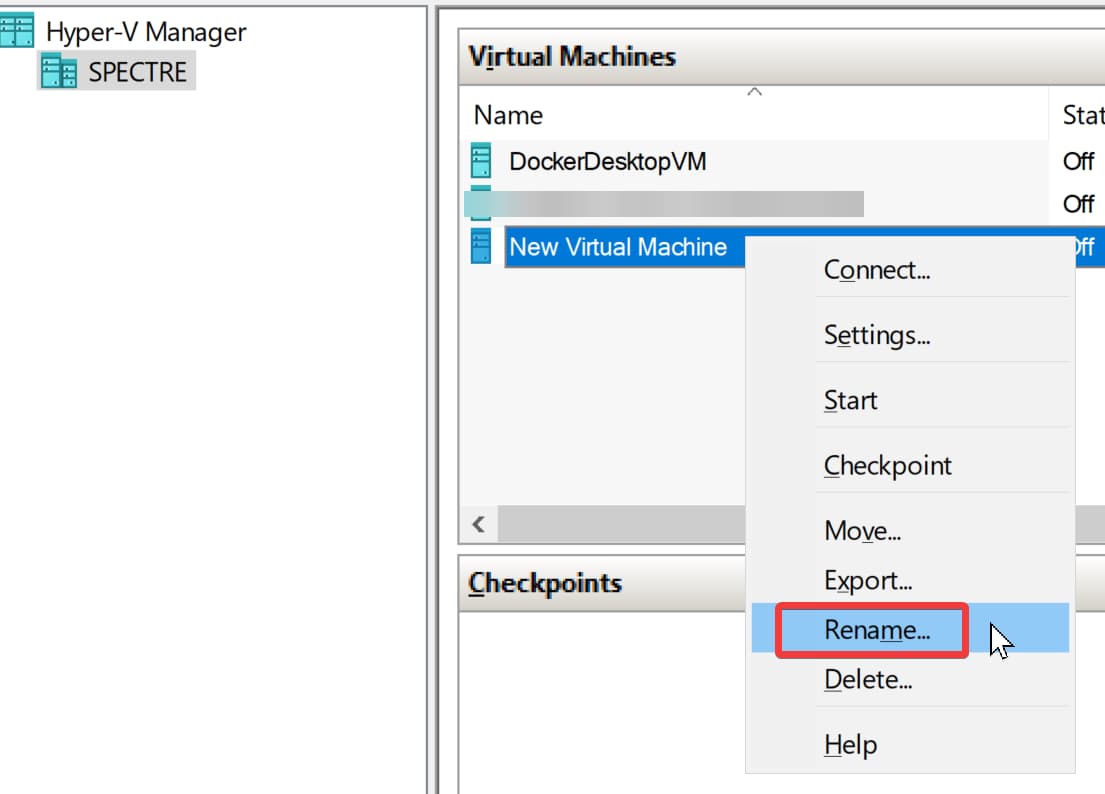 Hyper-V Manager
SPECTRE
Virtual Machines
Name
Stat
DockerDesktopVM
Off
Off
New Virtual Machine
Off
Connect...
Settings...
Start
Checkpoint
Move...
Export...
Rename...
Delete...
Help
Checkpoints